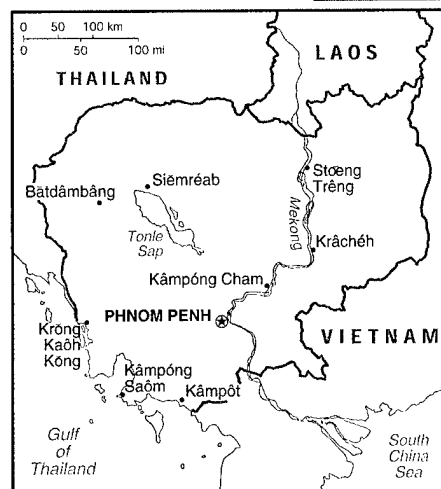 0 50 100 km
0 50 100 mi
LAOS
THAILAND
Stœng
Trêng
Siĕmréab
Bătdâmbâng
Mekong
Tonle
Sap
Krâchéh
Kâmpóng Cham
PHNOM PENH
VIETNAM
Krŏng
Kaôh
Kŏng
Kâmpóng
Saôm
Kâmpôt
Gulf
of
Thailand
South
China
Sea